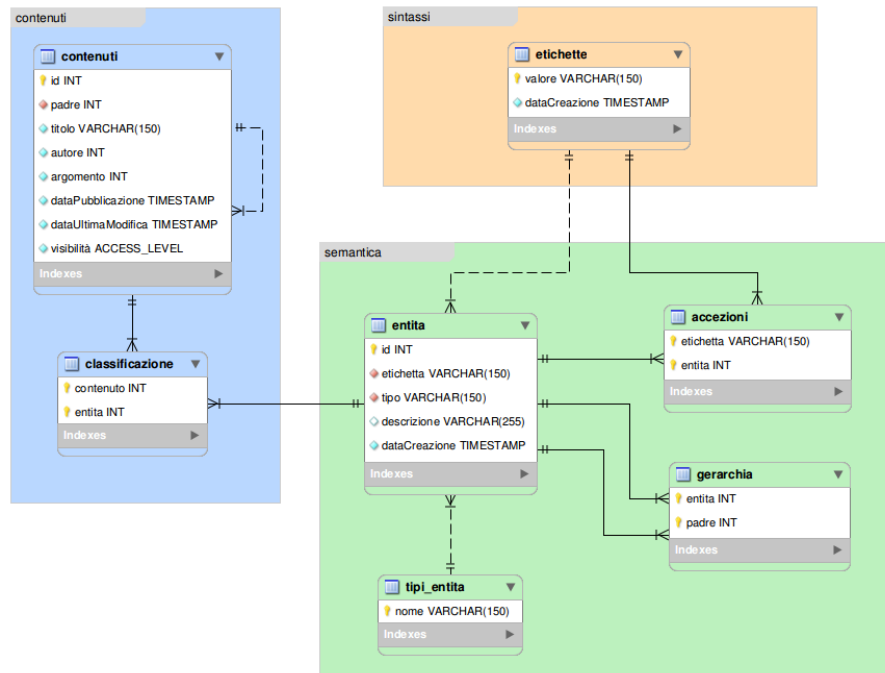 contenuti
contenuti
id INT
padre INT
titolo VARCHAR(150)
autore INT
argomento INT
dataPubblicazione TIMESTAMP
dataUltimaModifica TIMESTAMP
visibilità ACCESS_LEVEL
Indexes
classificazione
contenuto INT
entita INT
Indexes
sintassi
etichette
valore VARCHAR(150)
dataCreazione TIMESTAMP
Indexes
semantica
entita
id INT
etichetta VARCHAR(150)
tipo VARCHAR(150)
descrizione VARCHAR(255)
dataCreazione TIMESTAMP
Indexes
accezioni
etichetta VARCHAR(150)
entita INT
Indexes
gerarchia
entita INT
padre INT
Indexes
tipi_entita
nome VARCHAR(150)
Indexes